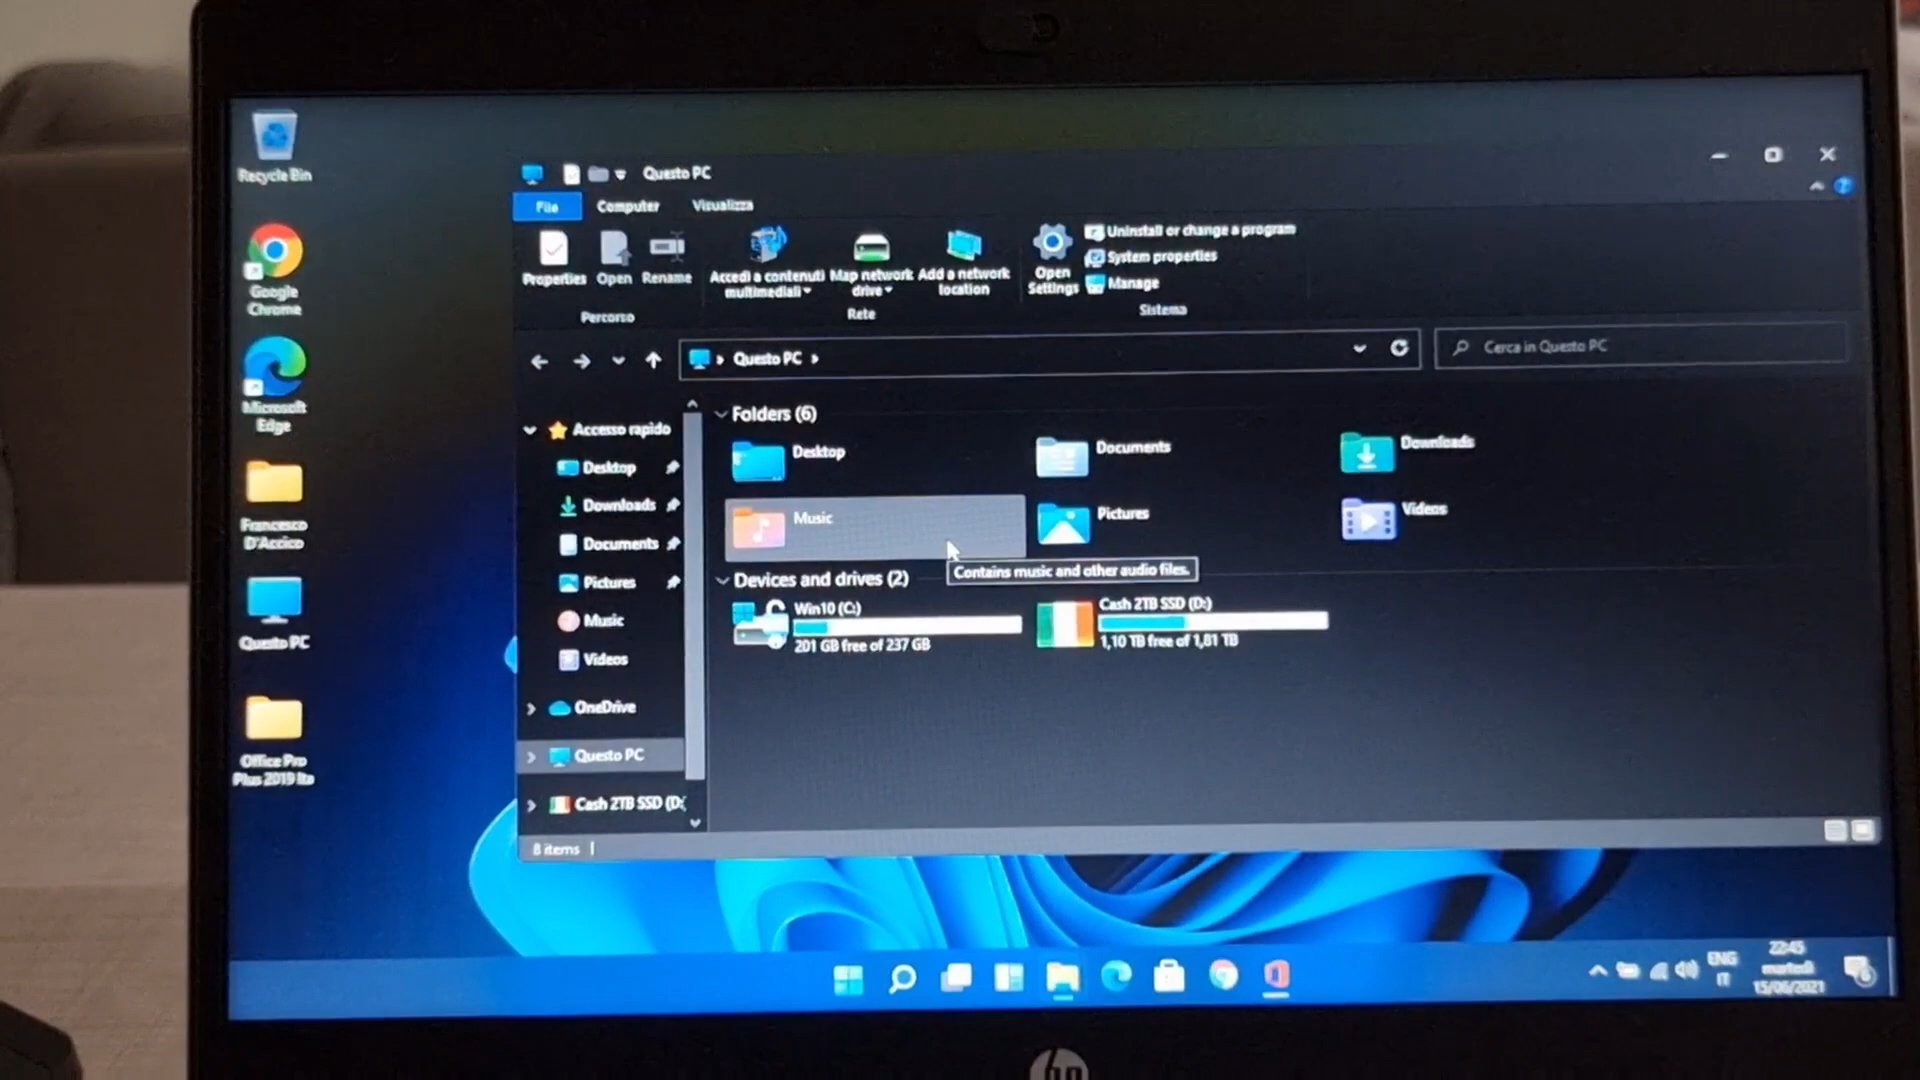 Recycle Bin
Google
Chrome
Microsoft
Edge
Francesco
D'Accico
Questo PC
Office Pro
Plus 2019 Ita
Questo PC
File Computer Visualizza
Properties Open Rename
Accedi a contenuti
multimediali
Map network
drive
Add a network
location
Open
Settings
Uninstall or change a program
System properties
Manage
Percorso Rete Sistema
Questo PC
Cerca in Questo PC
Accesso rapido
Desktop
Downloads
Documents
Pictures
Music
Videos
OneDrive
Questo PC
Cash 2TB SSD (D:
Folders (6)
Desktop Documents Downloads
Music Pictures Videos
Contains music and other audio files.
Devices and drives (2)
Win10 (C:)
201 GB free of 237 GB
Cash 2TB SSD (D:)
1,10 TB free of 1,81 TB
8 items
ENG
IT
22:45
martedì
15/06/2021
6
hp